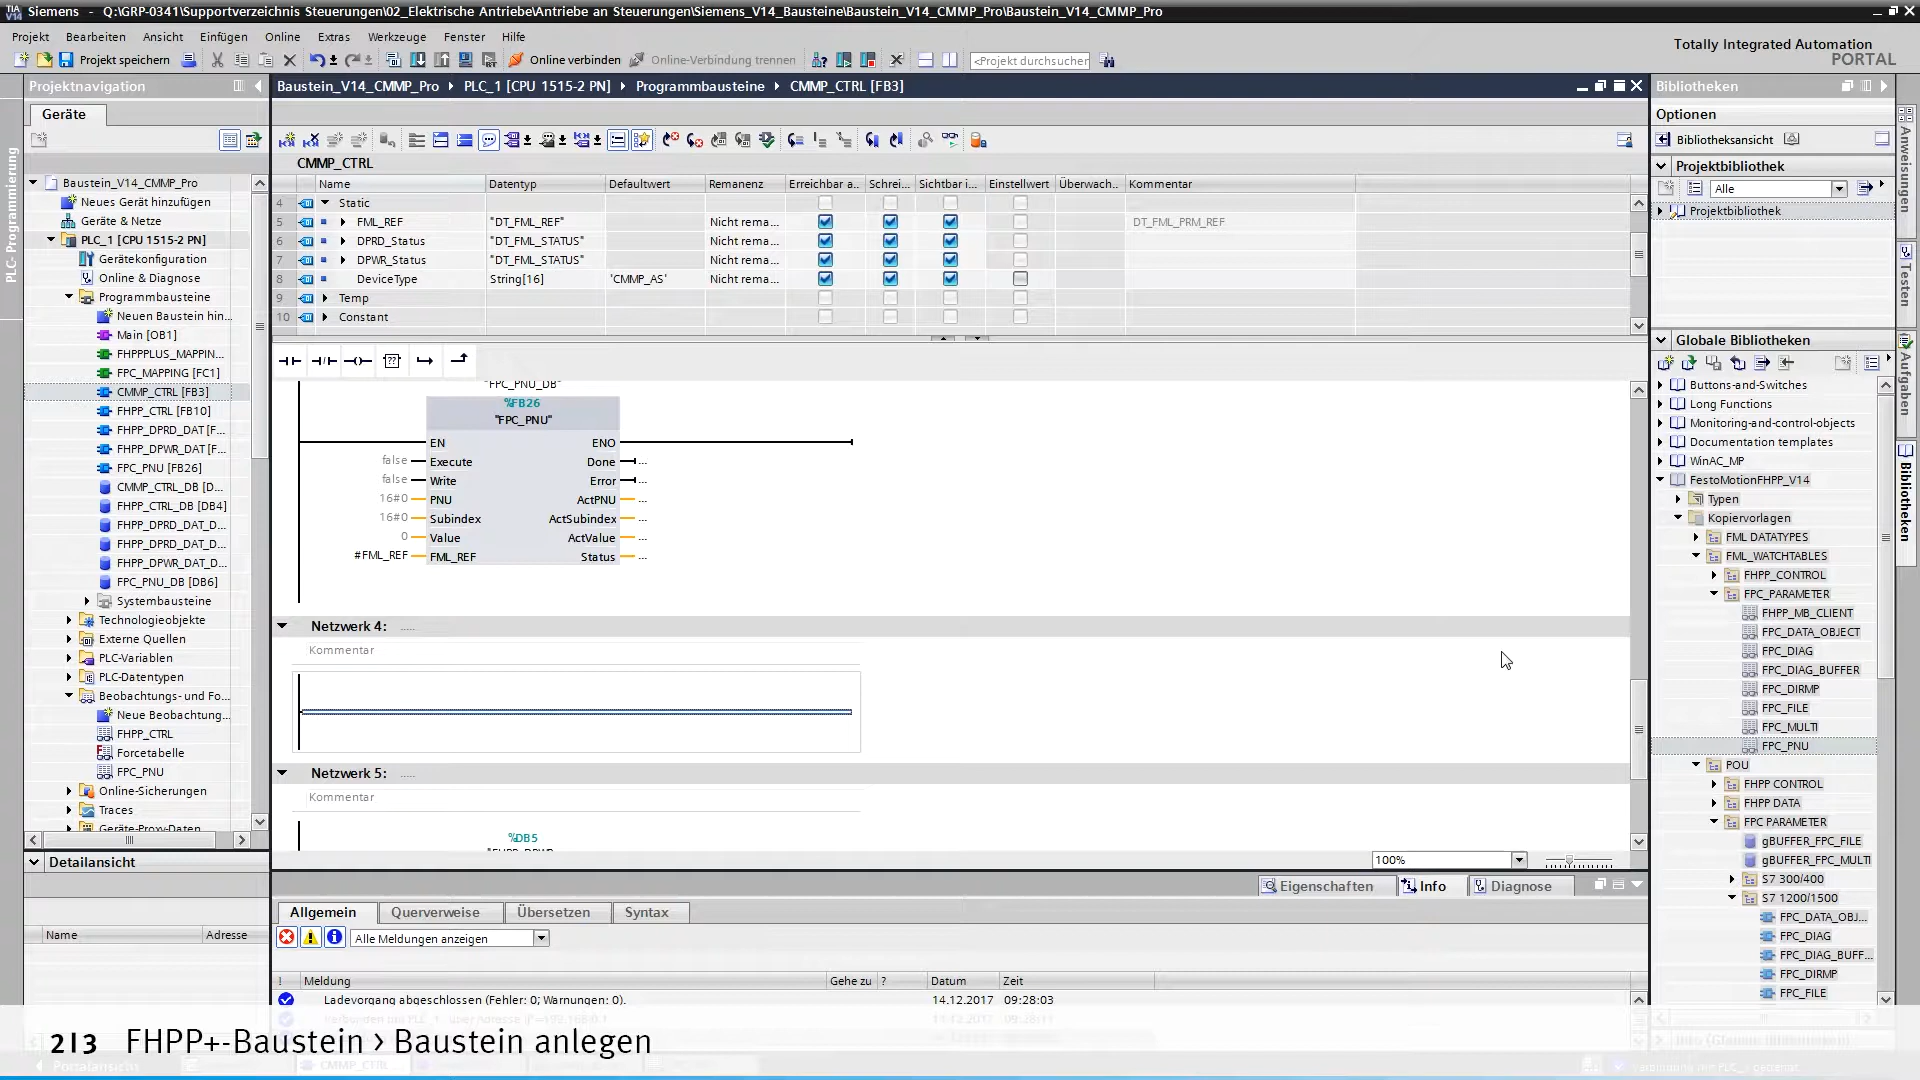 Siemens - Q:\GRP-0341\Supportverzeichnis Steuerungen\02_Elektrische Antriebe\Antriebe an Steuerungen\Siemens_V14_Bausteine\Baustein_V14_CMMP_Pro\Baustein_V14_CMMP_Pro
Projekt Bearbeiten Ansicht Einfügen Online Extras Werkzeuge Fenster Hilfe
Totally Integrated Automation
PORTAL
Projekt speichern Online verbinden Online-Verbindung trennen <Projekt durchsuchen
Projektnavigation
Geräte
PLC-Programmierung
Baustein_V14_CMMP_Pro
Neues Gerät hinzufügen
Geräte & Netze
PLC_1 [CPU 1515-2 PN]
Gerätekonfiguration
Online & Diagnose
Programmbausteine
Neuen Baustein hin...
Main [OB1]
FHPPPLUS_MAPPIN...
FPC_MAPPING [FC1]
CMMP_CTRL [FB3]
FHPP_CTRL [FB10]
FHPP_DPRD_DAT [F...
FHPP_DPWR_DAT [F...
FPC_PNU [FB26]
CMMP_CTRL_DB [D...
FHPP_CTRL_DB [DB4]
FHPP_DPRD_DAT_D...
FHPP_DPRD_DAT_D...
FHPP_DPWR_DAT_D...
FPC_PNU_DB [DB6]
Systembausteine
Technologieobjekte
Externe Quellen
PLC-Variablen
PLC-Datentypen
Beobachtungs- und Fo...
Neue Beobachtung...
FHPP_CTRL
Forcetabelle
FPC_PNU
Online-Sicherungen
Traces
Geräte-Proxy-Daten
Detailansicht
Name Adresse
Baustein_V14_CMMP_Pro PLC_1 [CPU 1515-2 PN] Programmbausteine CMMP_CTRL [FB3]
CMMP_CTRL
Name Datentyp Defaultwert Remanenz Erreichbar a... Schrei... Sichtbar i... Einstellwert Überwach... Kommentar
4 Static
5 FML_REF "DT_FML_REF" Nicht rema... DT_FML_PRM_REF
6 DPRD_Status "DT_FML_STATUS" Nicht rema...
7 DPWR_Status "DT_FML_STATUS" Nicht rema...
8 DeviceType String[16] 'CMMP_AS' Nicht rema...
9 Temp
10 Constant
"FPC_PNU_DB"
%FB26
"FPC_PNU"
EN ENO
false Execute Done ...
false Write Error ...
16#0 PNU ActPNU ...
16#0 Subindex ActSubindex ...
0 Value ActValue ...
#FML_REF FML_REF Status ...
Netzwerk 4: .....
Kommentar
Netzwerk 5: .....
Kommentar
%DB5
100%
Eigenschaften Info Diagnose
Allgemein Querverweise Übersetzen Syntax
Alle Meldungen anzeigen
! Meldung Gehe zu ? Datum Zeit
Ladevorgang abgeschlossen (Fehler: 0; Warnungen: 0). 14.12.2017 09:28:03
Bibliotheken
Optionen
Bibliotheksansicht
Projektbibliothek
Alle
Projektbibliothek
Globale Bibliotheken
Buttons-and-Switches
Long Functions
Monitoring-and-control-objects
Documentation templates
WinAC_MP
FestoMotionFHPP_V14
Typen
Kopiervorlagen
FML DATATYPES
FML_WATCHTABLES
FHPP_CONTROL
FPC_PARAMETER
FHPP_MB_CLIENT
FPC_DATA_OBJECT
FPC_DIAG
FPC_DIAG_BUFFER
FPC_DIRMP
FPC_FILE
FPC_MULTI
FPC_PNU
POU
FHPP CONTROL
FHPP DATA
FPC PARAMETER
gBUFFER_FPC_FILE
gBUFFER_FPC_MULTI
S7 300/400
S7 1200/1500
FPC_DATA_OBJ...
FPC_DIAG
FPC_DIAG_BUFF...
FPC_DIRMP
FPC_FILE
Anweisungen
Testen
Aufgaben
Bibliotheken
213 FHPP+-Baustein > Baustein anlegen